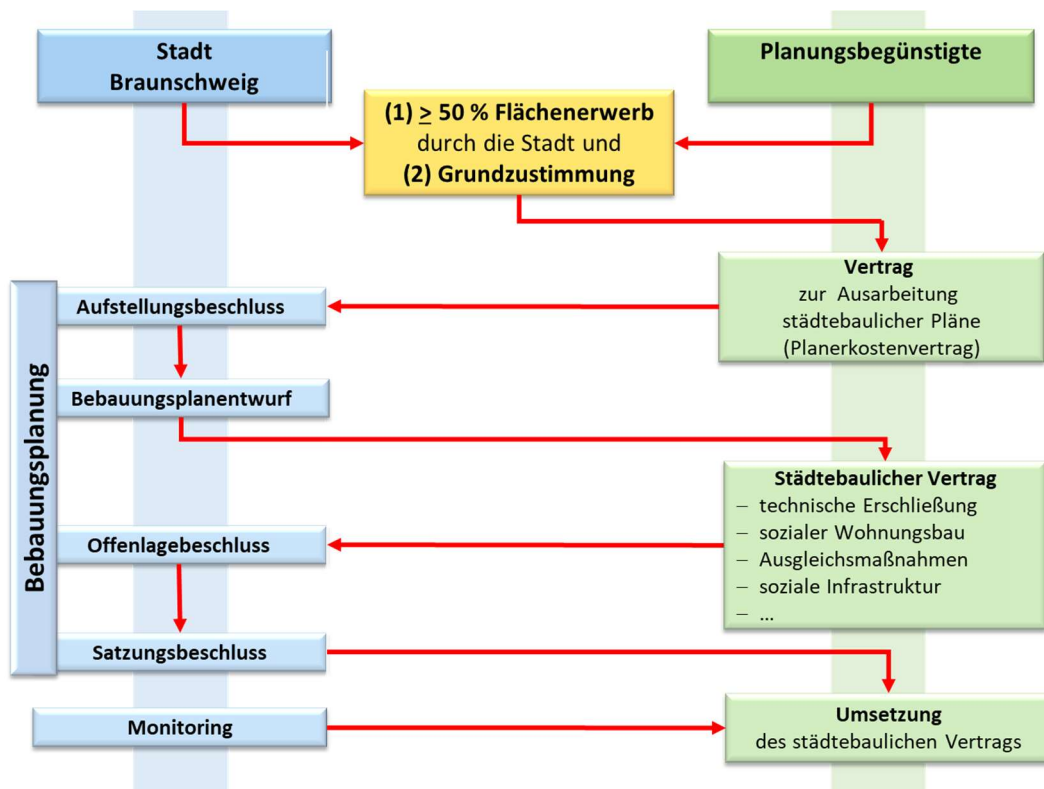 Stadt
Braunschweig
Planungsbegünstigte
(1) ≥ 50 % Flächenerwerb
durch die Stadt und
(2) Grundzustimmung
Vertrag
zur Ausarbeitung
städtebaulicher Pläne
(Planerkostenvertrag)
Bebauungsplanung
Aufstellungsbeschluss
Bebauungsplanentwurf
Städtebaulicher Vertrag
– technische Erschließung
– sozialer Wohnungsbau
– Ausgleichsmaßnahmen
– soziale Infrastruktur
– ...
Offenlagebeschluss
Satzungsbeschluss
Monitoring
Umsetzung
des städtebaulichen Vertrags